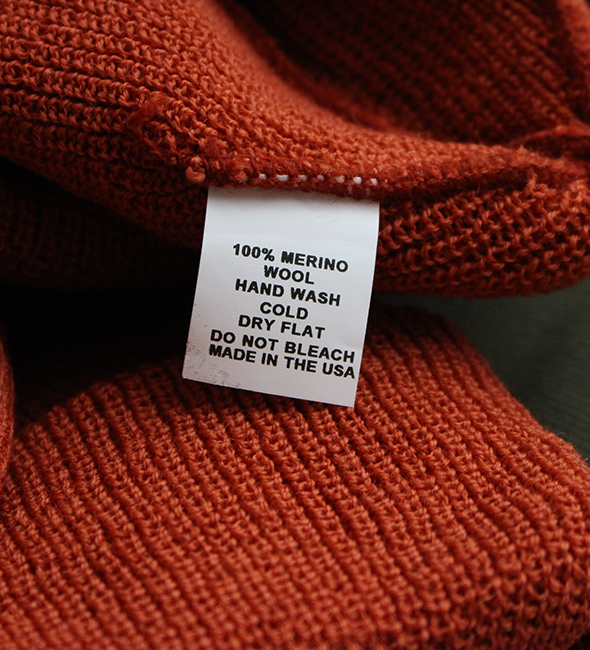 100% MERINO
WOOL
HAND WASH
COLD
DRY FLAT
DO NOT BLEACH
MADE IN THE USA